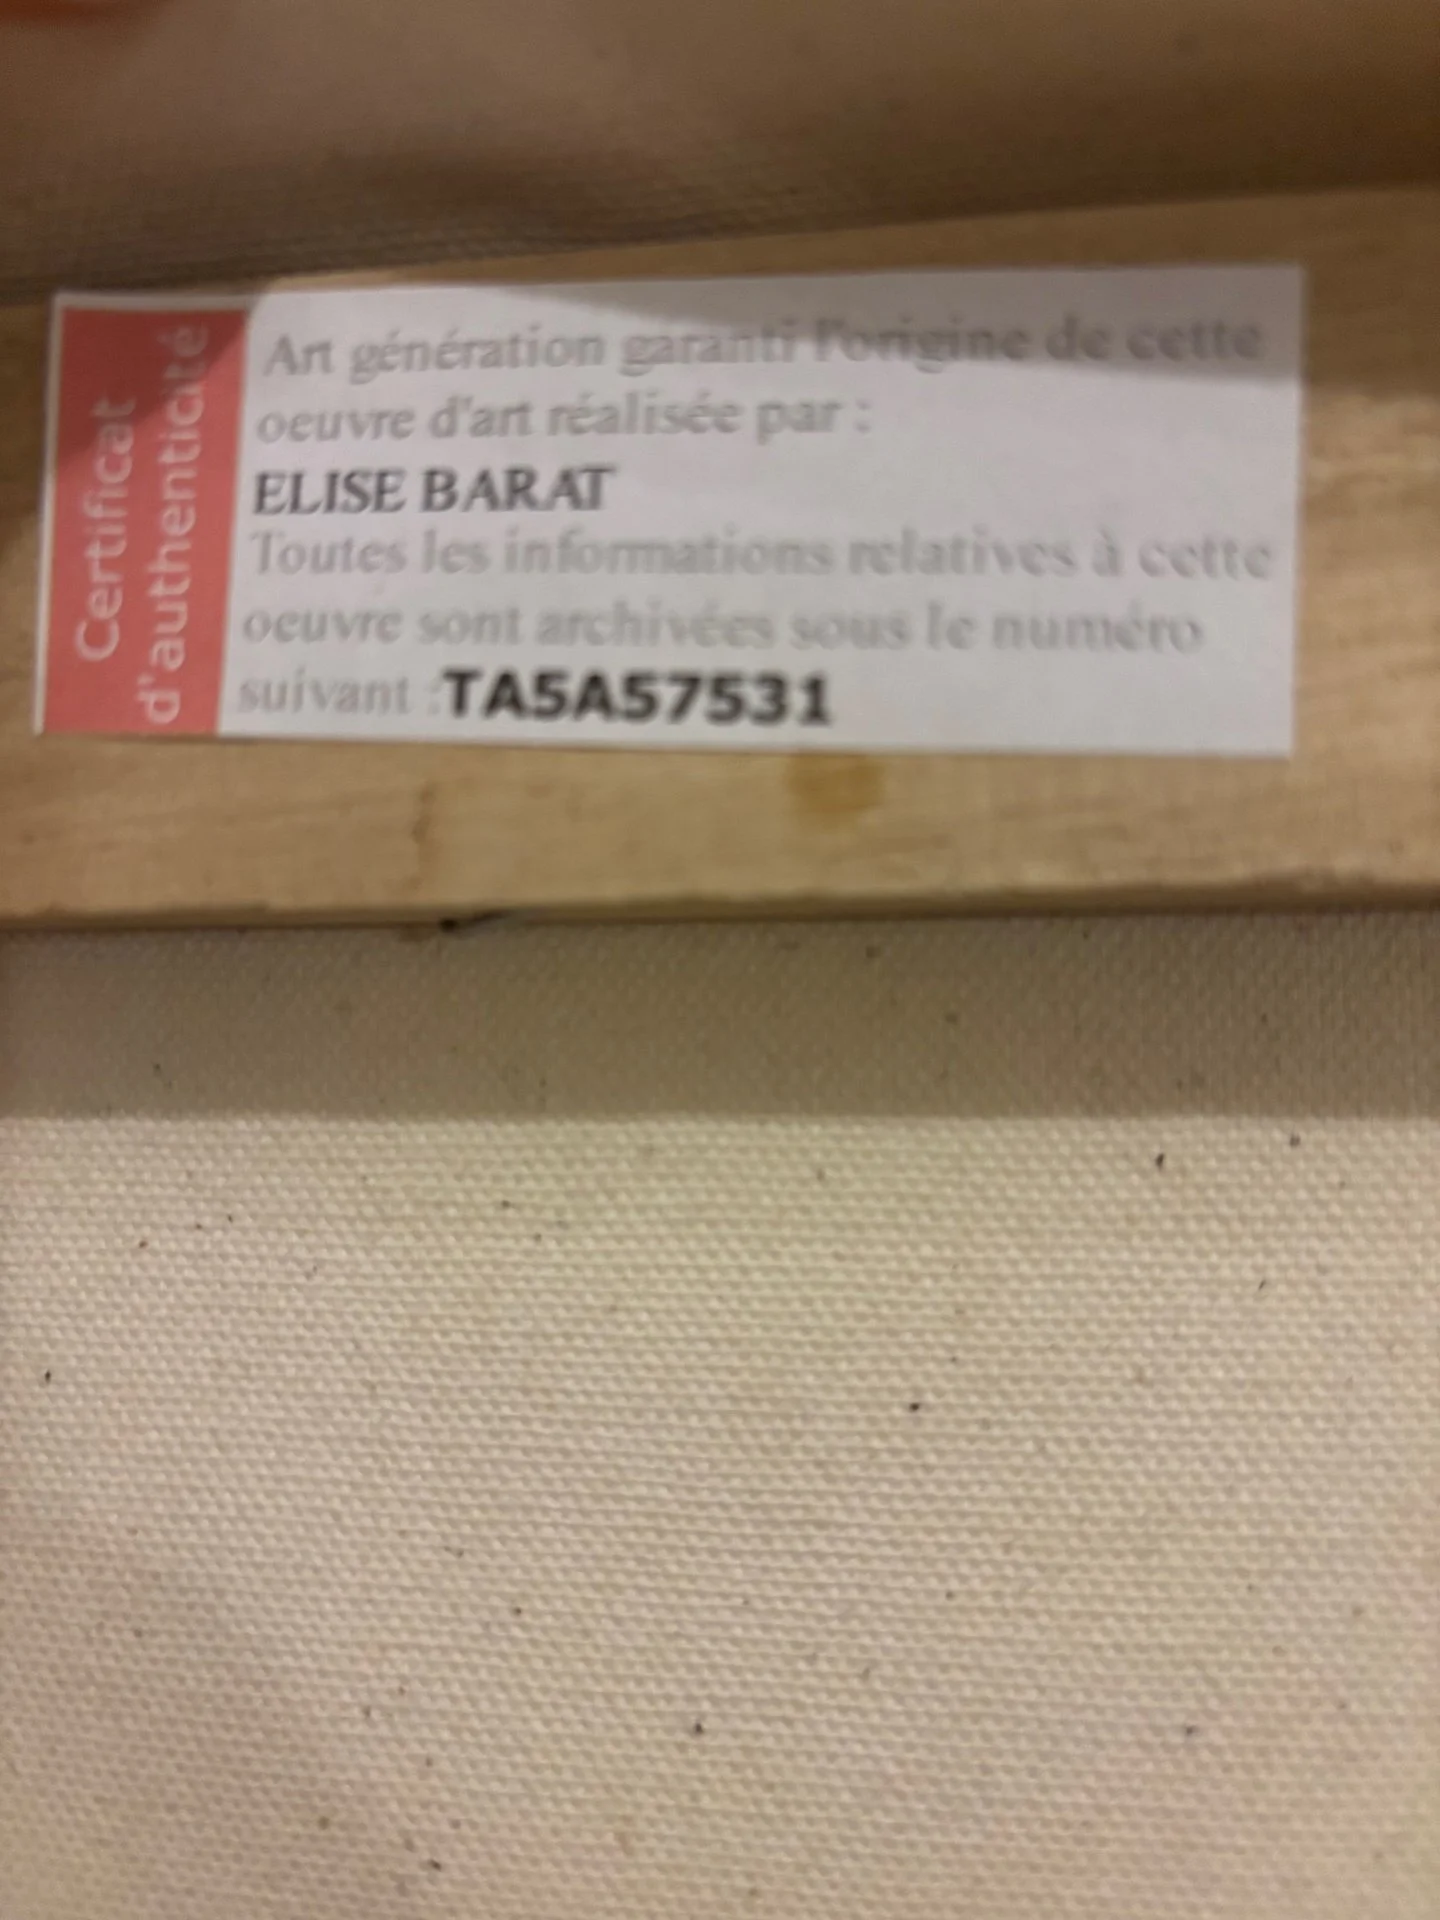 Certificat
d'authenticité
Art génération garanti l'origine de cette
oeuvre d'art réalisée par :
ELISE BARAT
Toutes les informations relatives à cette
oeuvre sont archivées sous le numéro
suivant :TA5A57531